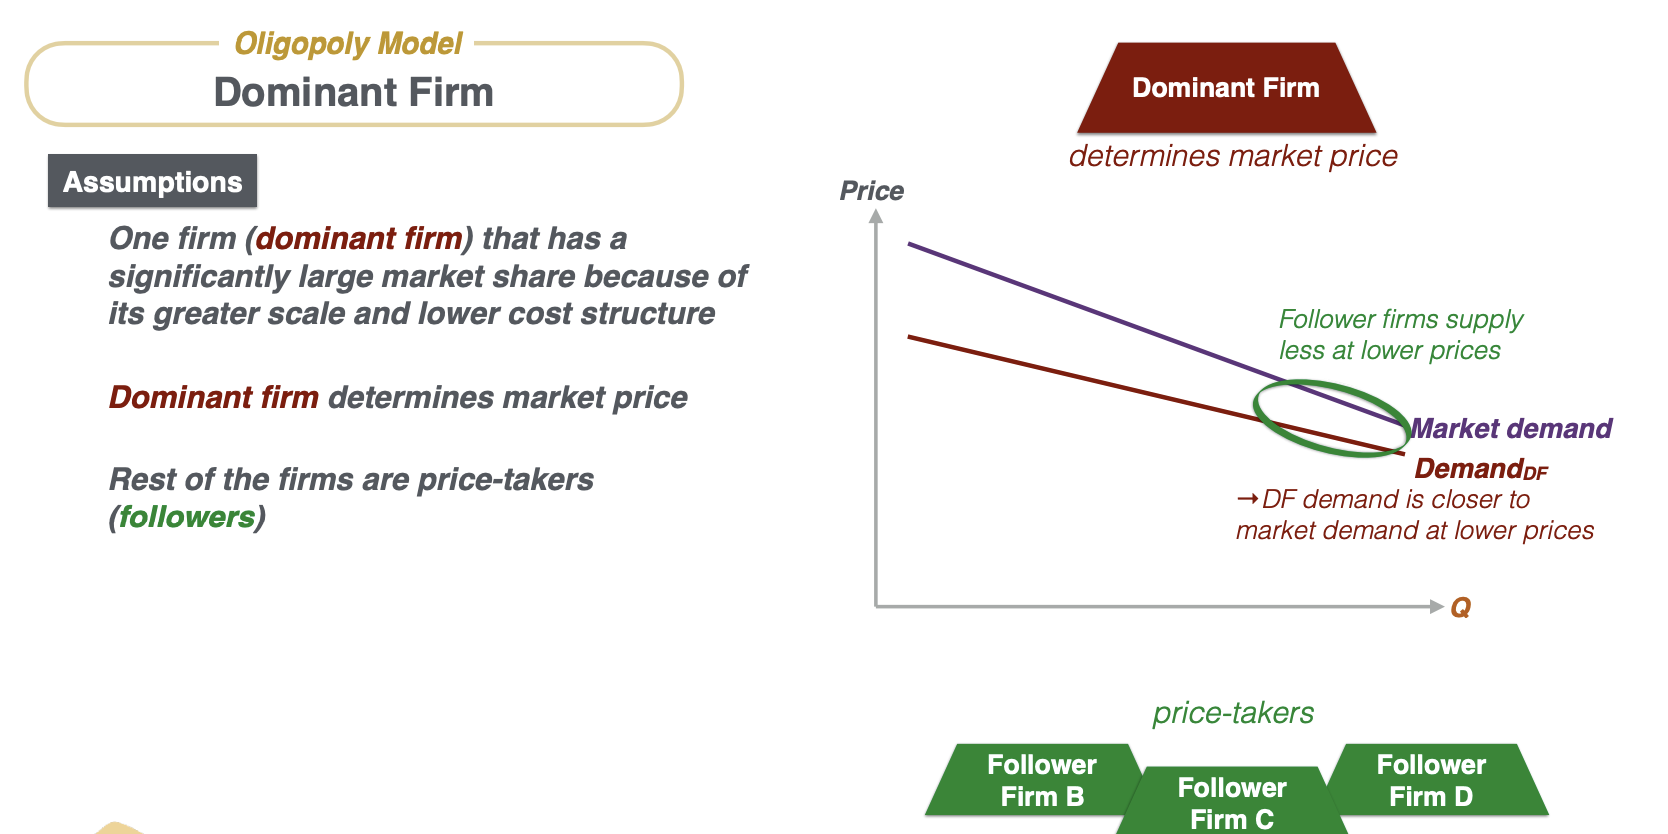 Oligopoly Model
Dominant Firm
Assumptions
One firm (dominant firm) that has a
significantly large market share because of
its greater scale and lower cost structure
Dominant firm determines market price
Rest of the firms are price-takers
(followers)
Dominant Firm
determines market price
Price
Follower firms supply
less at lower prices
Market demand
DemandDF
→DF demand is closer to
market demand at lower prices
Q
price-takers
Follower
Firm B
Follower
Firm C
Follower
Firm D